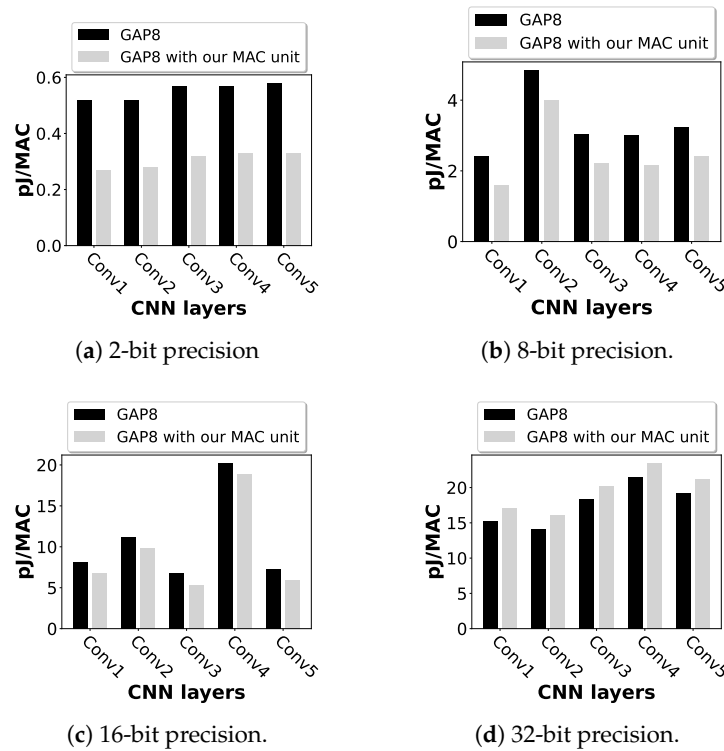 GAP8
GAP8 with our MAC unit
0.6
0.4
0.2
0.0
pJ/MAC
Conv1
Conv2
Conv3
Conv4
Conv5
CNN layers
(a) 2-bit precision
GAP8
GAP8 with our MAC unit
4
2
0
pJ/MAC
Conv1
Conv2
Conv3
Conv4
Conv5
CNN layers
(b) 8-bit precision.
GAP8
GAP8 with our MAC unit
20
15
10
5
0
pJ/MAC
Conv1
Conv2
Conv3
Conv4
Conv5
CNN layers
(c) 16-bit precision.
GAP8
GAP8 with our MAC unit
20
15
10
5
0
pJ/MAC
Conv1
Conv2
Conv3
Conv4
Conv5
CNN layers
(d) 32-bit precision.